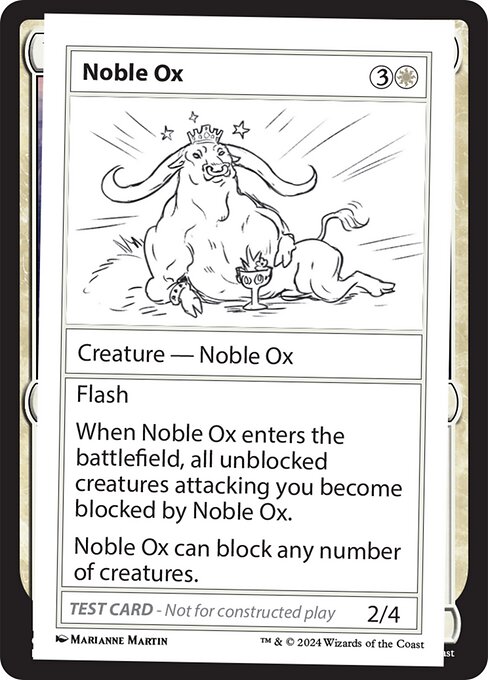 Noble Ox 3
Creature — Noble Ox
Flash
When Noble Ox enters the
battlefield, all unblocked
creatures attacking you become
blocked by Noble Ox.
Noble Ox can block any number
of creatures.
TEST CARD - Not for constructed play 2/4
Marianne Martin ™ & © 2024 Wizards of the Coast
ast